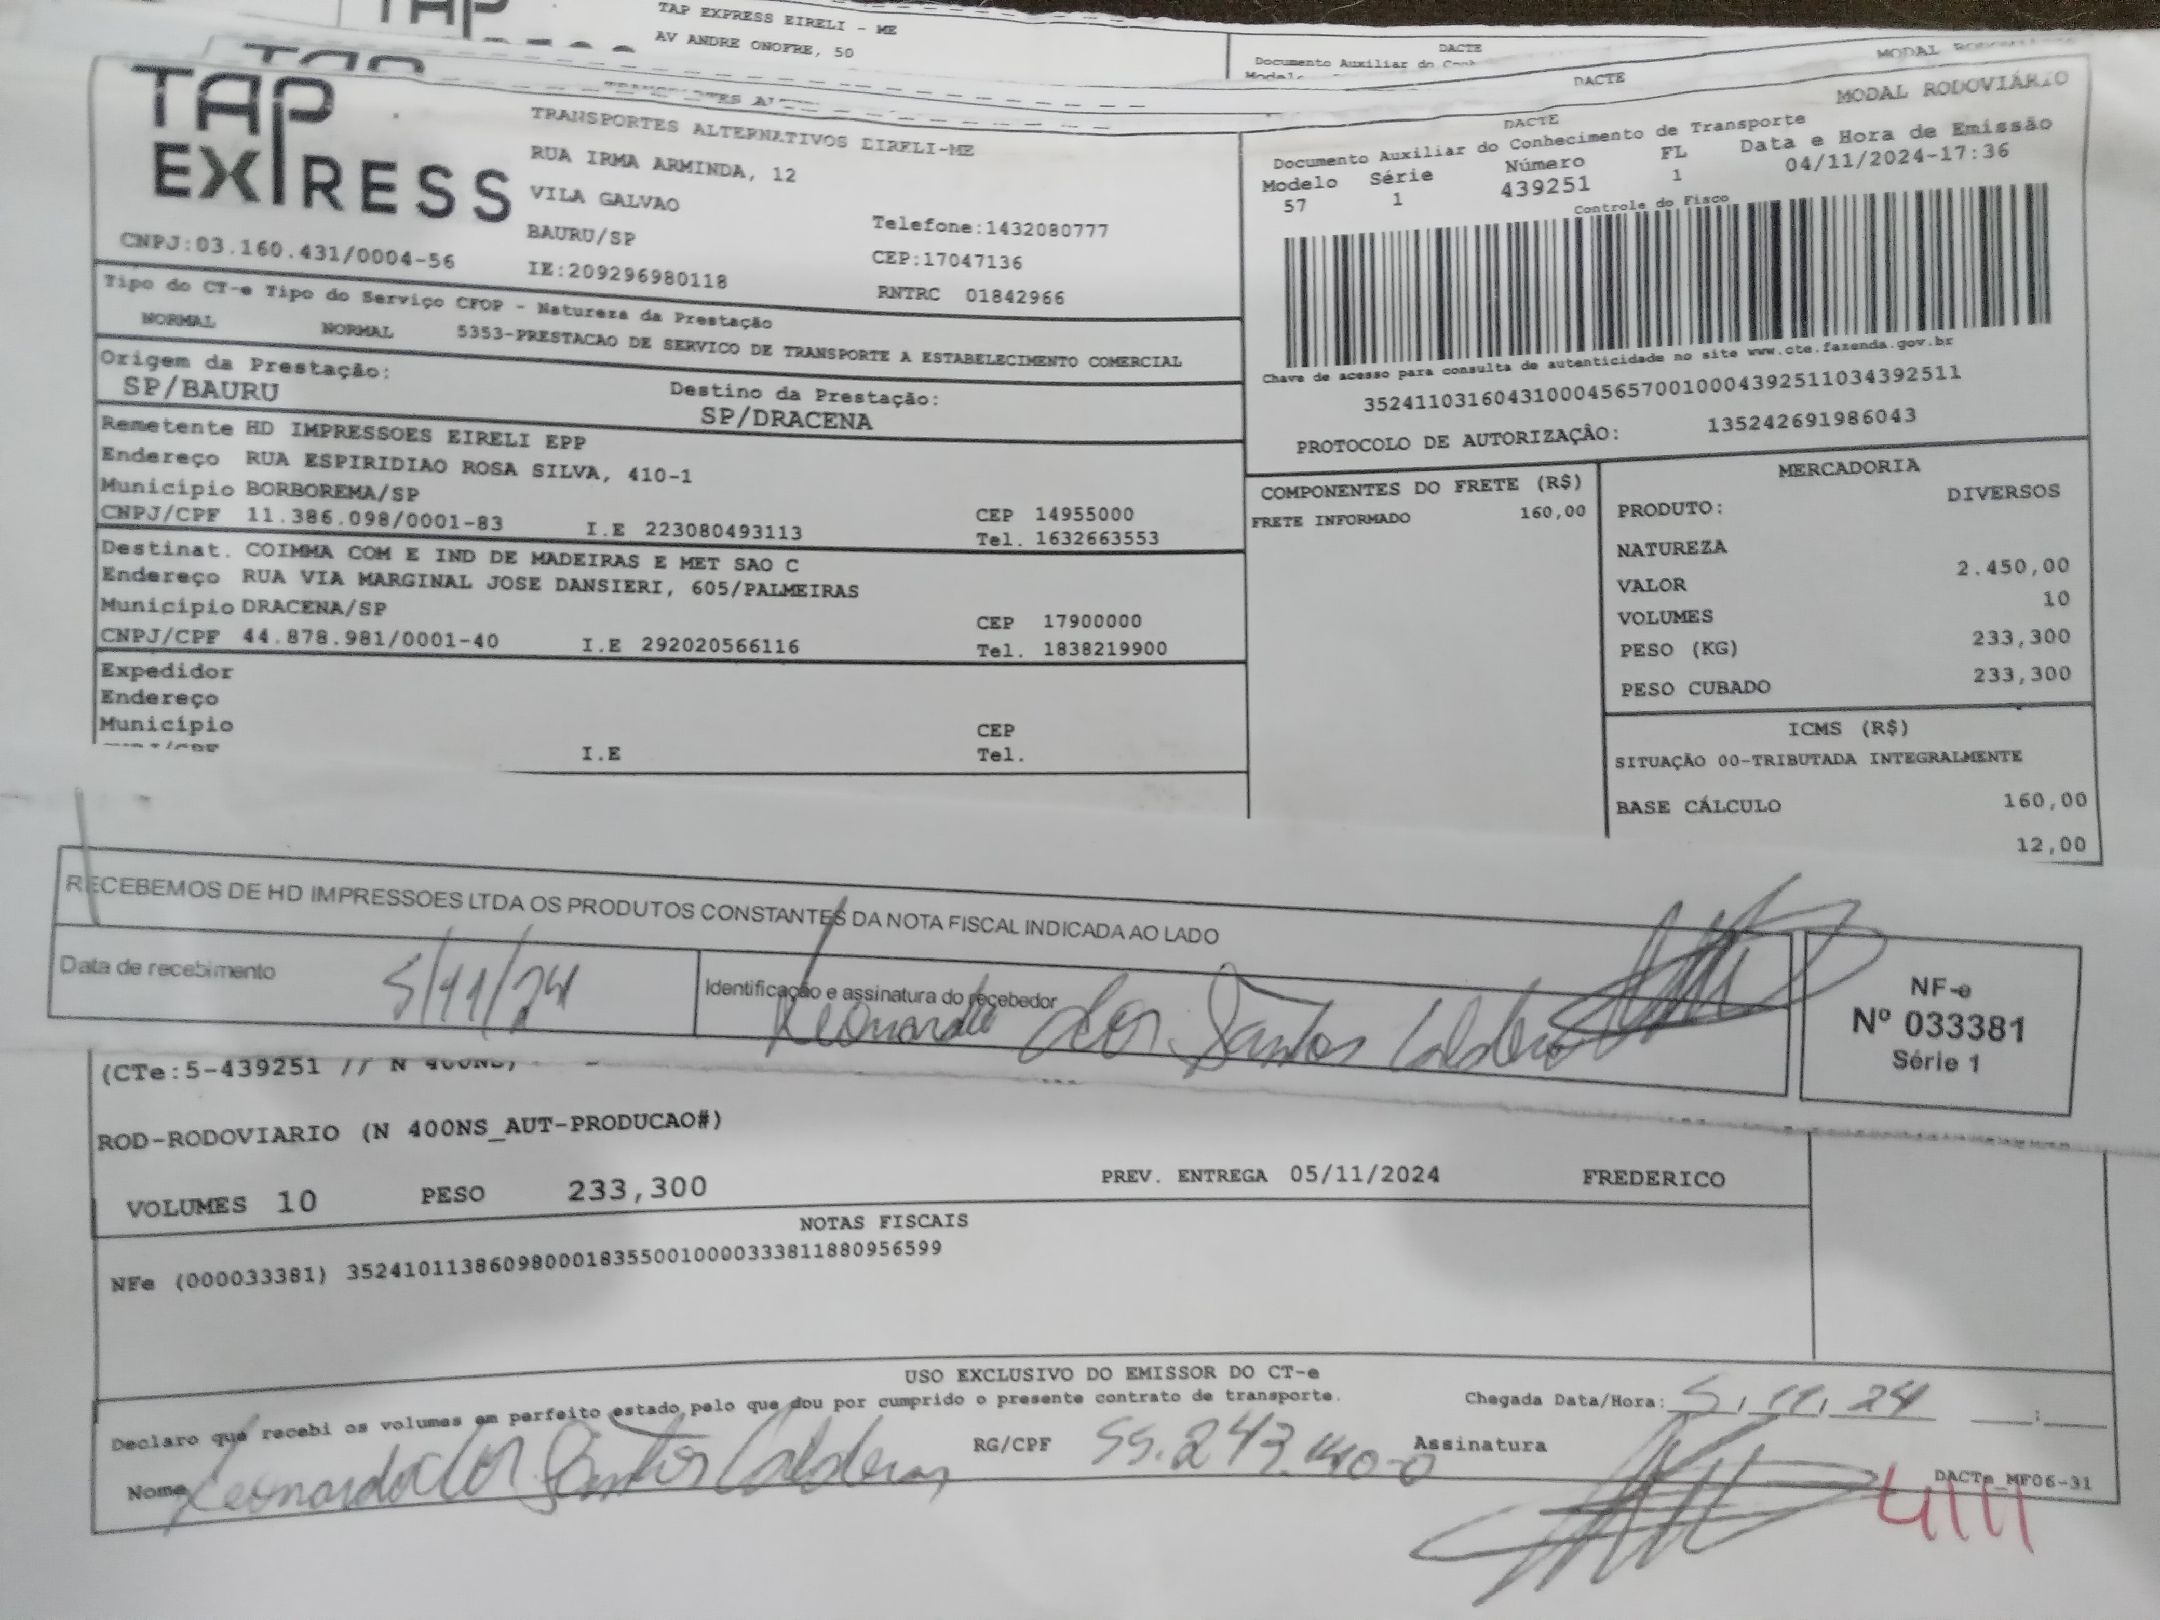 TAP EXPRESS EIRELI - ME
AV ANDRE ONOFRE, 50
DACTE
MODAL
Documento Auxiliar do
DACTE
TAP EXPRESS
CNPJ:03.160.431/0004-56
TRANSPORTES ALTERNATIVOS EIRELI-ME
RUA IRMA ARMINDA, 12
VILA GALVAO
BAURU/SP
IE:209296980118
Telefone:1432080777
CEP:17047136
RNTRC 01842966
DACTE
MODAL RODOVIÁRIO
Documento Auxiliar do Conhecimento de Transporte
Modelo Série Número FL Data e Hora de Emissão
57 1 439251 1 04/11/2024-17:36
Controle do Fisco
Chave de acesso para consulta de autenticidade no site www.cte.fazenda.gov.br
35241103160431000456570010004392511034392511
PROTOCOLO DE AUTORIZAÇÃO: 135242691986043
Tipo do CT-e Tipo do Serviço CFOP - Natureza da Prestação
NORMAL NORMAL 5353-PRESTACAO DE SERVICO DE TRANSPORTE A ESTABELECIMENTO COMERCIAL
Origem da Prestação:
SP/BAURU
Destino da Prestação:
SP/DRACENA
Remetente HD IMPRESSOES EIRELI EPP
Endereço RUA ESPIRIDIAO ROSA SILVA, 410-1
Município BORBOREMA/SP CEP 14955000
CNPJ/CPF 11.386.098/0001-83 I.E 223080493113 Tel. 1632663553
Destinat. COIMMA COM E IND DE MADEIRAS E MET SAO C
Endereço RUA VIA MARGINAL JOSE DANSIERI, 605/PALMEIRAS
Município DRACENA/SP CEP 17900000
CNPJ/CPF 44.878.981/0001-40 I.E 292020566116 Tel. 1838219900
Expedidor
Endereço
Município CEP
I.E Tel.
COMPONENTES DO FRETE (R$)
FRETE INFORMADO 160,00
MERCADORIA
PRODUTO: DIVERSOS
NATUREZA
VALOR 2.450,00
VOLUMES 10
PESO (KG) 233,300
PESO CUBADO 233,300
ICMS (R$)
SITUAÇÃO 00-TRIBUTADA INTEGRALMENTE
BASE CÁLCULO 160,00
12,00
RECEBEMOS DE HD IMPRESSOES LTDA OS PRODUTOS CONSTANTES DA NOTA FISCAL INDICADA AO LADO
Data de recebimento 5/11/24
Identificação e assinatura do recebedor Leonardo dos Santos Caldeira
NF-e
Nº 033381
Série 1
(CTe:5-439251 // N 400NS)
ROD-RODOVIARIO (N 400NS_AUT-PRODUCAO#)
VOLUMES 10 PESO 233,300 PREV. ENTREGA 05/11/2024 FREDERICO
NOTAS FISCAIS
NFe (000033381) 35241011386098000183550010000333811880956599
USO EXCLUSIVO DO EMISSOR DO CT-e
Declaro que recebi os volumes em perfeito estado pelo que dou por cumprido o presente contrato de transporte.
Chegada Data/Hora: 5, 11, 24 :
Nome Leonardo dos Santos Caldeira RG/CPF Assinatura
DACTe_MF06-31